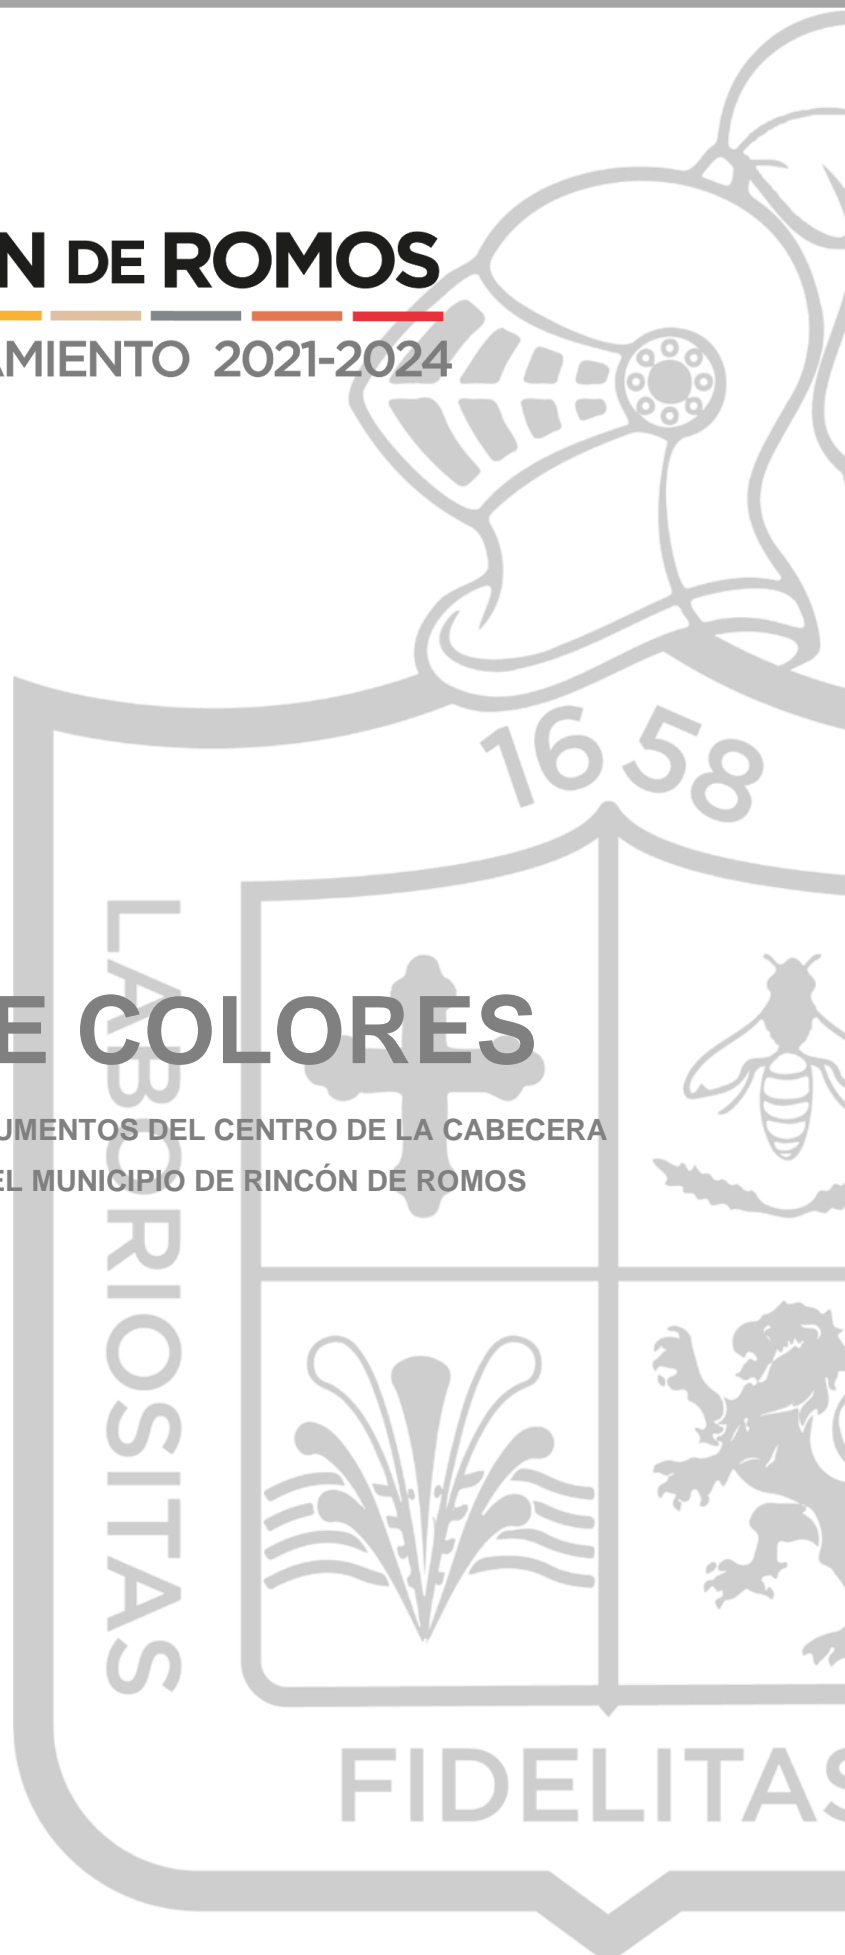 N DE ROMOS
AMIENTO 2021-2024
1658
LABORIOSITAS
E COLORES
UMENTOS DEL CENTRO DE LA CABECERA
EL MUNICIPIO DE RINCÓN DE ROMOS
FIDELITAS